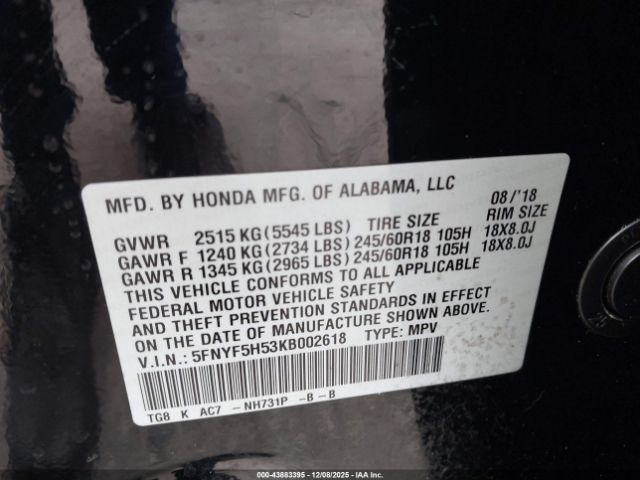 MFD. BY HONDA MFG. OF ALABAMA, LLC 08/'18
GVWR 2515 KG(5545 LBS) TIRE SIZE RIM SIZE
GAWR F 1240 KG(2734 LBS)245/60R18 105H 18X8.0J
GAWR R 1345 KG(2965 LBS)245/60R18 105H 18X8.0J
THIS VEHICLE CONFORMS TO ALL APPLICABLE
FEDERAL MOTOR VEHICLE SAFETY
AND THEFT PREVENTION STANDARDS IN EFFECT
ON THE DATE OF MANUFACTURE SHOWN ABOVE.
V.I.N.: 5FNYF5H53KB002618 TYPE: MPV
TG8 K AC7 -NH731P -B-B
000-43883395 - 12/08/2025 - IAA Inc.